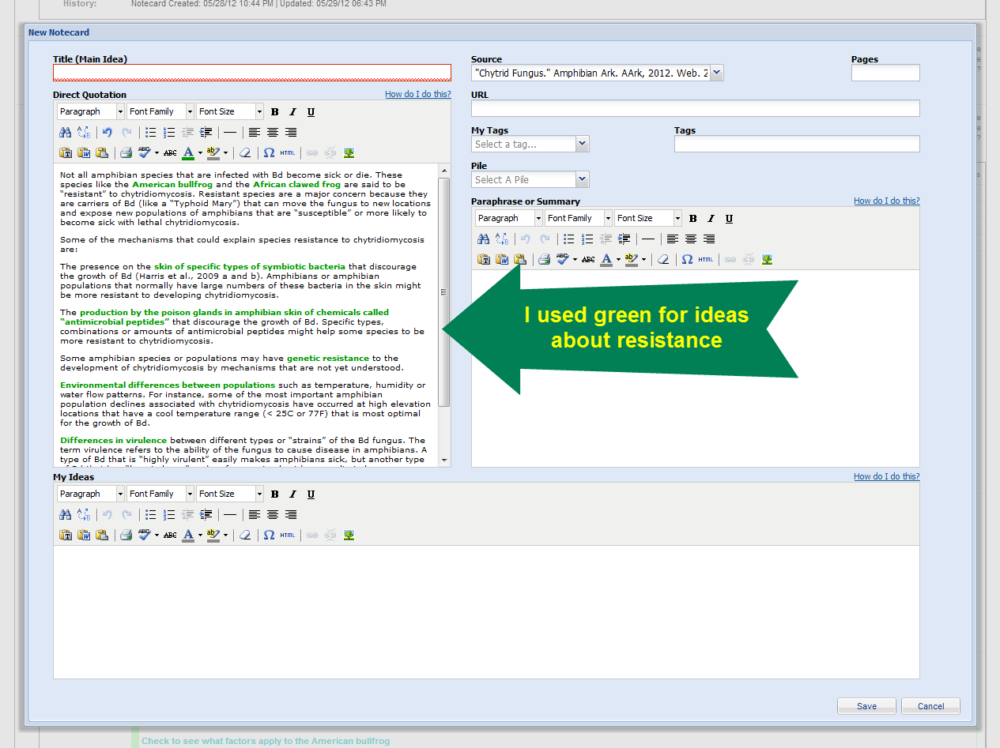 History: Notecard Created: 05/28/12 10:44 PM | Updated: 05/29/12 06:43 PM
New Notecard
Title (Main Idea)
Direct Quotation How do I do this?
Paragraph Font Family Font Size B I U
HTML
Not all amphibian species that are infected with Bd become sick or die. These
species like the American bullfrog and the African clawed frog are said to be
“resistant” to chytridiomycosis. Resistant species are a major concern because they
are carriers of Bd (like a “Typhoid Mary”) that can move the fungus to new locations
and expose new populations of amphibians that are “susceptible” or more likely to
become sick with lethal chytridiomycosis.
Some of the mechanisms that could explain species resistance to chytridiomycosis
are:
The presence on the skin of specific types of symbiotic bacteria that discourage
the growth of Bd (Harris et al., 2009 a and b). Amphibians or amphibian
populations that normally have large numbers of these bacteria in the skin might
be more resistant to developing chytridiomycosis.
The production by the poison glands in amphibian skin of chemicals called
“antimicrobial peptides” that discourage the growth of Bd. Specific types,
combinations or amounts of antimicrobial peptides might help some species to be
more resistant to chytridiomycosis.
Some amphibian species or populations may have genetic resistance to the
development of chytridiomycosis by mechanisms that are not yet understood.
Environmental differences between populations such as temperature, humidity or
water flow patterns. For instance, some of the most important amphibian
population declines associated with chytridiomycosis have occurred at high elevation
locations that have a cool temperature range (< 25C or 77F) that is most optimal
for the growth of Bd.
Differences in virulence between different types or “strains” of the Bd fungus. The
term virulence refers to the ability of the fungus to cause disease in amphibians. A
type of Bd that is “highly virulent” easily makes amphibians sick, but another type
Source
"Chytrid Fungus." Amphibian Ark. AArk, 2012. Web. 2
Pages
URL
My Tags
Select a tag...
Tags
Pile
Select A Pile
Paraphrase or Summary How do I do this?
Paragraph Font Family Font Size B I U
ABC ABC A ab HTML
I used green for ideas
about resistance
My Ideas How do I do this?
Paragraph Font Family Font Size B I U
ABC ABC A ab HTML
Save Cancel
Check to see what factors apply to the American bullfrog